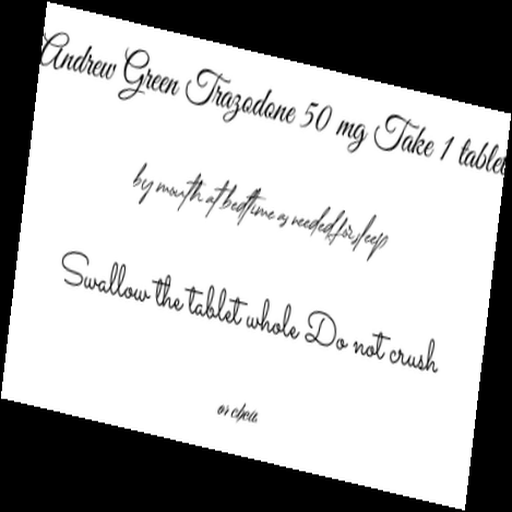 Andrew Green Trazodone 50 mg Take 1 tablet
by mouth at bedtime as needed for sleep
Swallow the tablet whole Do not crush
or chew